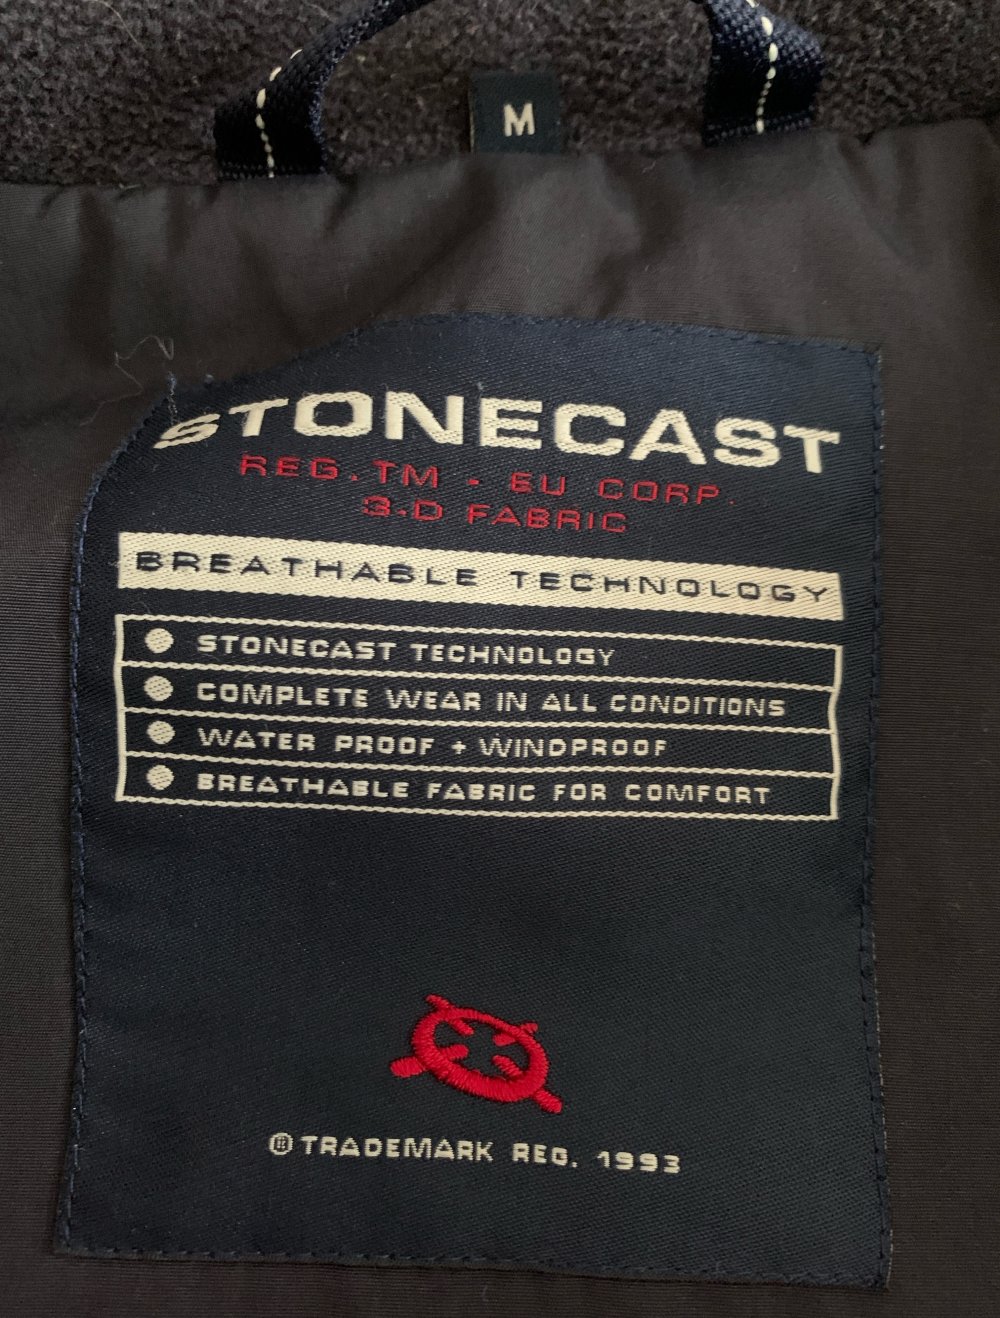 M
STONECAST
REG.TM - EU CORP.
3.D FABRIC
BREATHABLE TECHNOLOGY
STONECAST TECHNOLOGY
COMPLETE WEAR IN ALL CONDITIONS
WATER PROOF + WINDPROOF
BREATHABLE FABRIC FOR COMFORT
®TRADEMARK REG. 1993